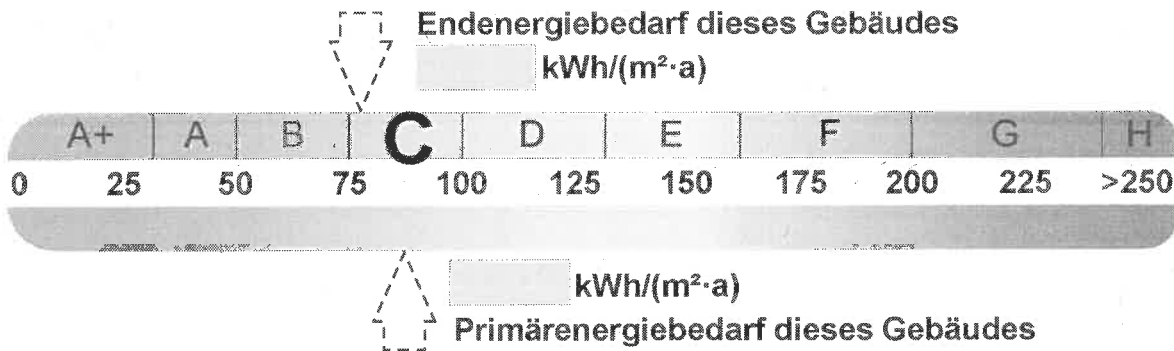 Endenergiebedarf dieses Gebäudes
kWh/(m²·a)
A+ A B C D E F G H
0 25 50 75 100 125 150 175 200 225 >250
kWh/(m²·a)
Primärenergiebedarf dieses Gebäudes